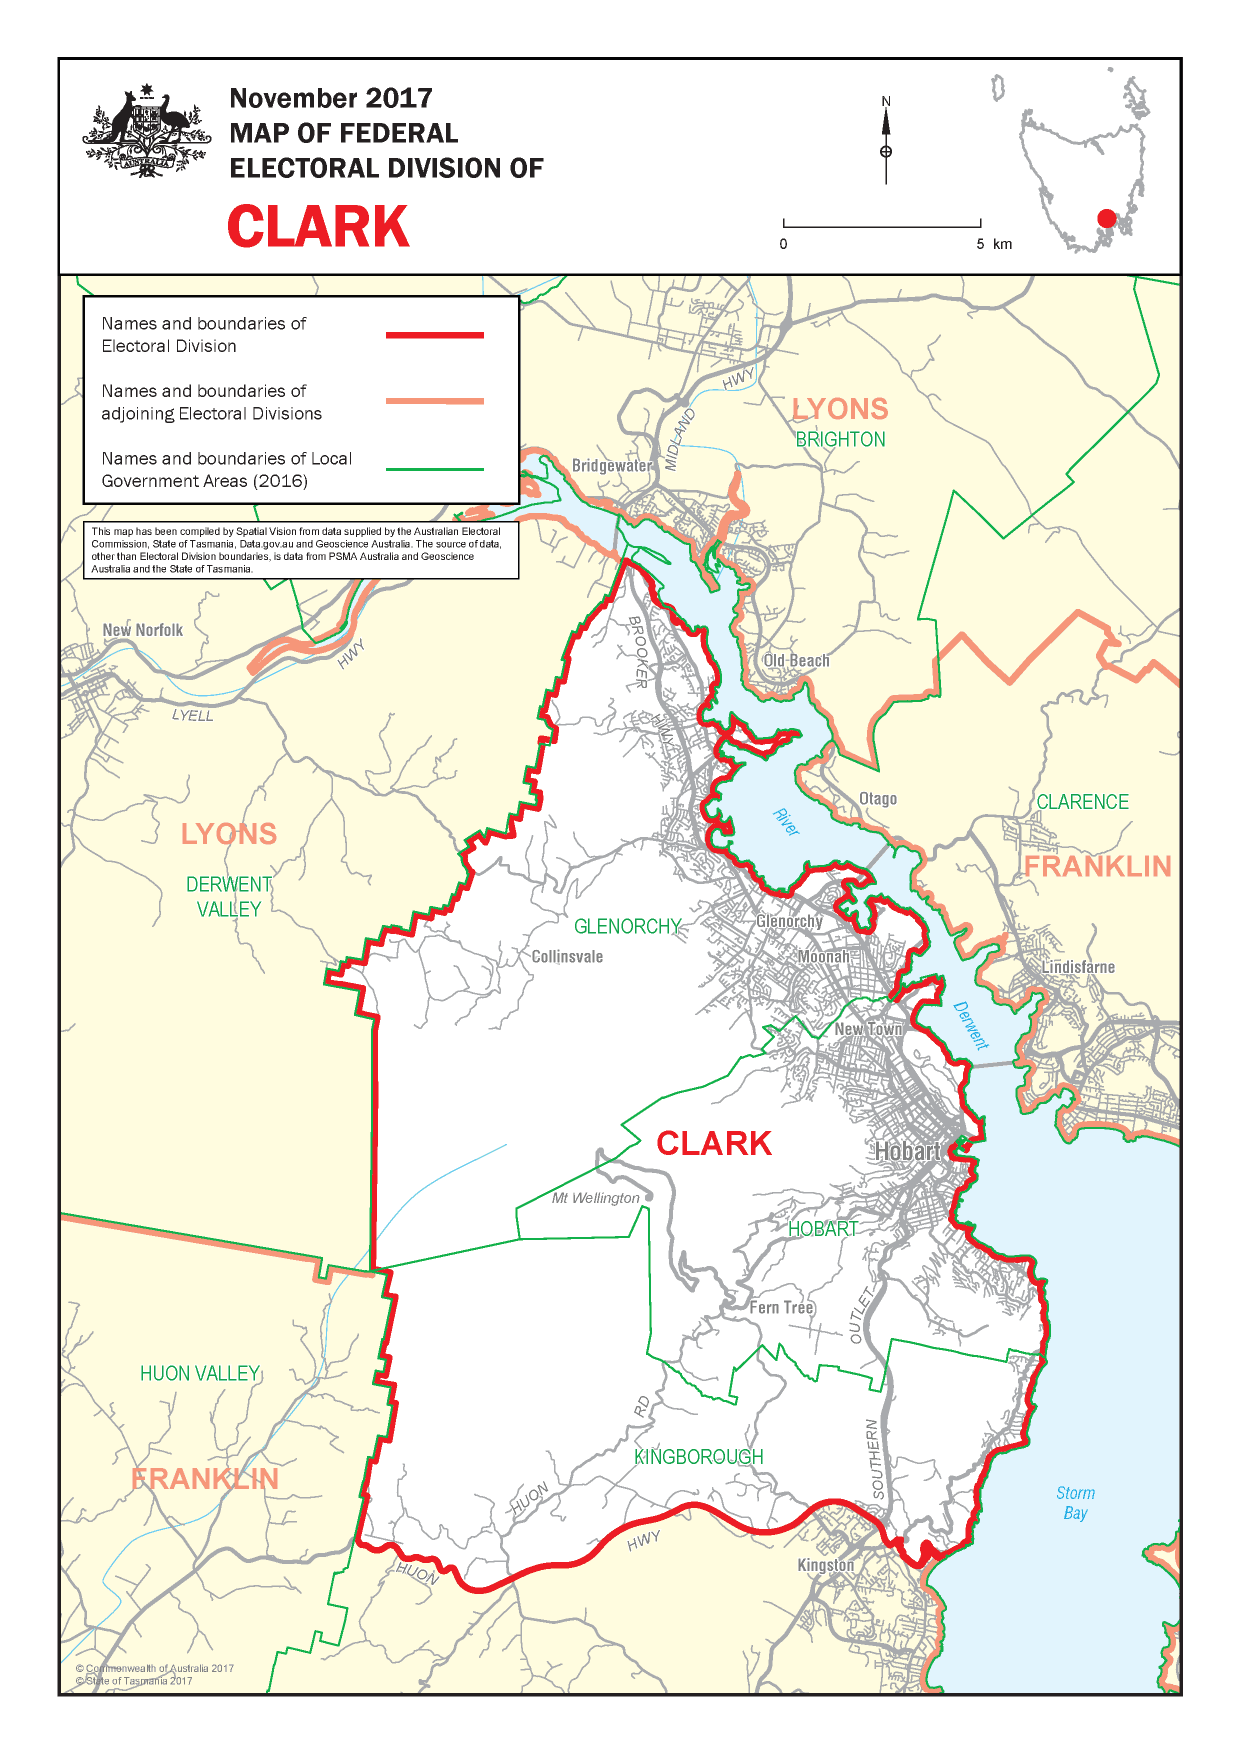 November 2017
MAP OF FEDERAL
ELECTORAL DIVISION OF
CLARK
AUSTRALIA
N
0 5 km
Names and boundaries of
Electoral Division
Names and boundaries of
adjoining Electoral Divisions
Names and boundaries of Local
Government Areas (2016)
This map has been compiled by Spatial Vision from data supplied by the Australian Electoral
Commission, State of Tasmania, Data.gov.au and Geoscience Australia. The source of data,
other than Electoral Division boundaries, is data from PSMA Australia and Geoscience
Australia and the State of Tasmania.
HWY
MIDLAND
LYONS
BRIGHTON
Bridgewater
New Norfolk
HWY
LYELL
BROOKER
HWY
Old Beach
Otago
River
CLARENCE
FRANKLIN
LYONS
DERWENT
VALLEY
GLENORCHY
Glenorchy
Collinsvale
Moonah
Lindisfarne
New Town
Derwent
CLARK
Hobart
Mt Wellington
HOBART
Fern Tree
OUTLET
HUON VALLEY
RD
KINGBOROUGH
SOUTHERN
FRANKLIN
HUON
Storm
Bay
HWY
HUON
Kingston
© Commonwealth of Australia 2017
© State of Tasmania 2017